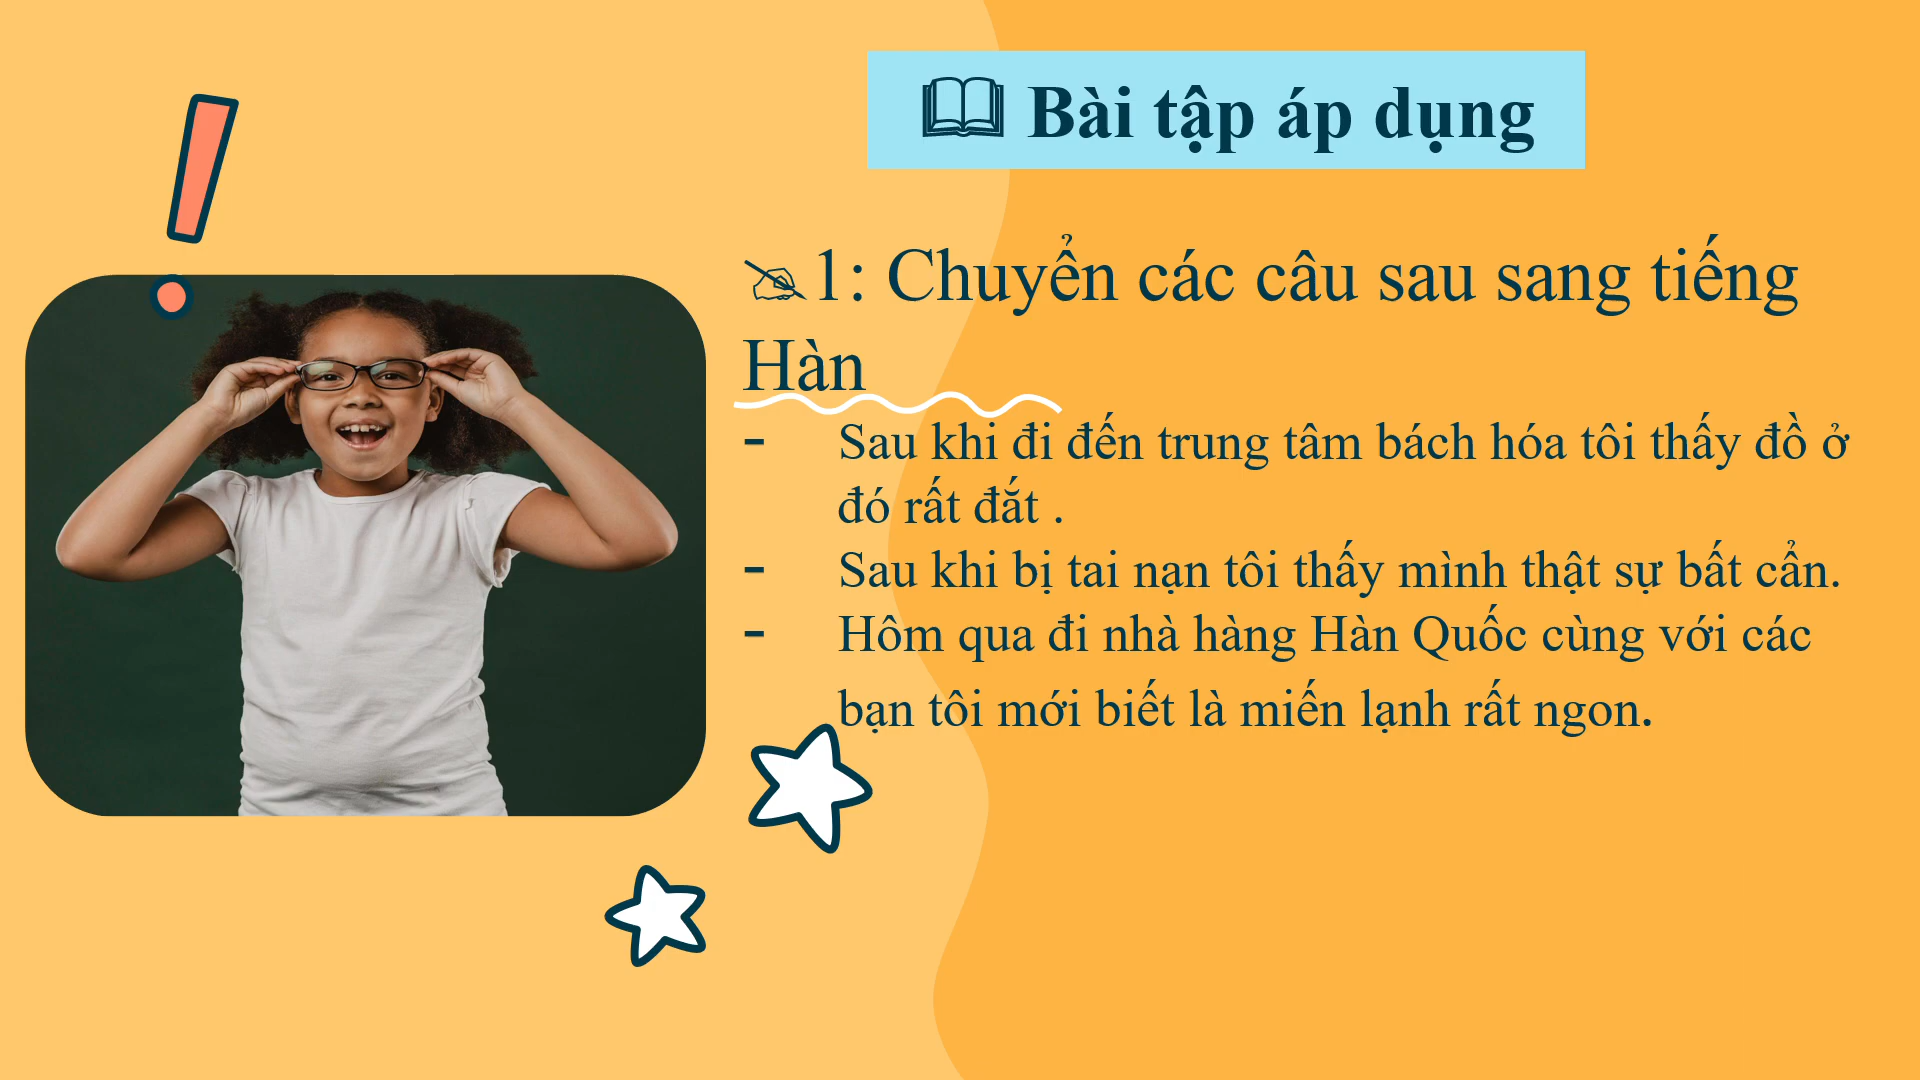 🕮 Bài tập áp dụng
✍1: Chuyển các câu sau sang tiếng
Hàn
- Sau khi đi đến trung tâm bách hóa tôi thấy đồ ở
đó rất đắt .
- Sau khi bị tai nạn tôi thấy mình thật sự bất cẩn.
- Hôm qua đi nhà hàng Hàn Quốc cùng với các
bạn tôi mới biết là miến lạnh rất ngon.